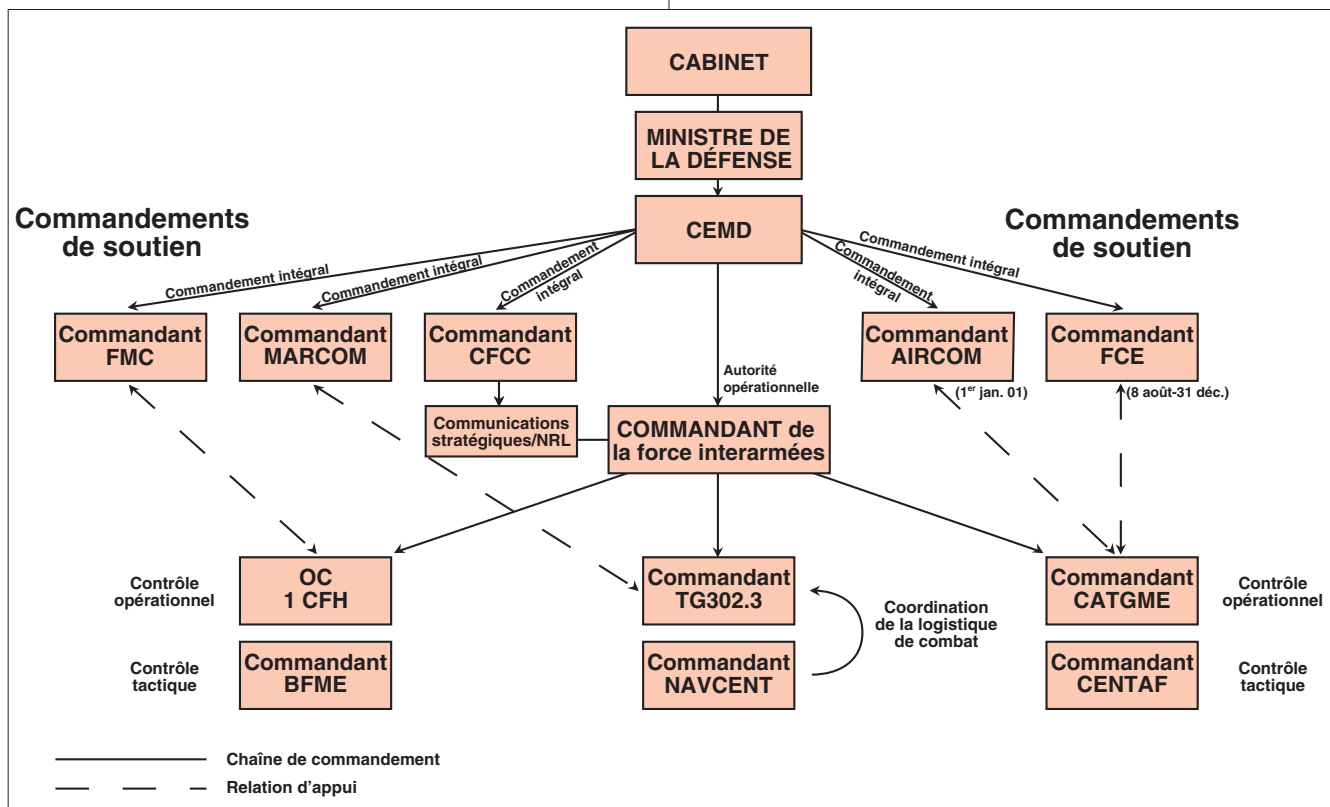 CABINET
MINISTRE DE
LA DÉFENSE
Commandements
de soutien
CEMD
Commandements
de soutien
Commandement intégral
Commandement intégral
Commandement
intégral
Commandement
intégral
Commandement intégral
Commandant
FMC
Commandant
MARCOM
Commandant
CFCC
Commandant
AIRCOM
Commandant
FCE
Autorité
opérationnelle
(1er jan. 01)
(8 août-31 déc.)
Communications
stratégiques/NRL
COMMANDANT de
la force interarmées
Contrôle
opérationnel
OC
1 CFH
Commandant
TG302.3
Commandant
CATGME
Contrôle
opérationnel
Coordination
de la logistique
de combat
Contrôle
tactique
Commandant
BFME
Commandant
NAVCENT
Commandant
CENTAF
Contrôle
tactique
Chaîne de commandement
Relation d'appui